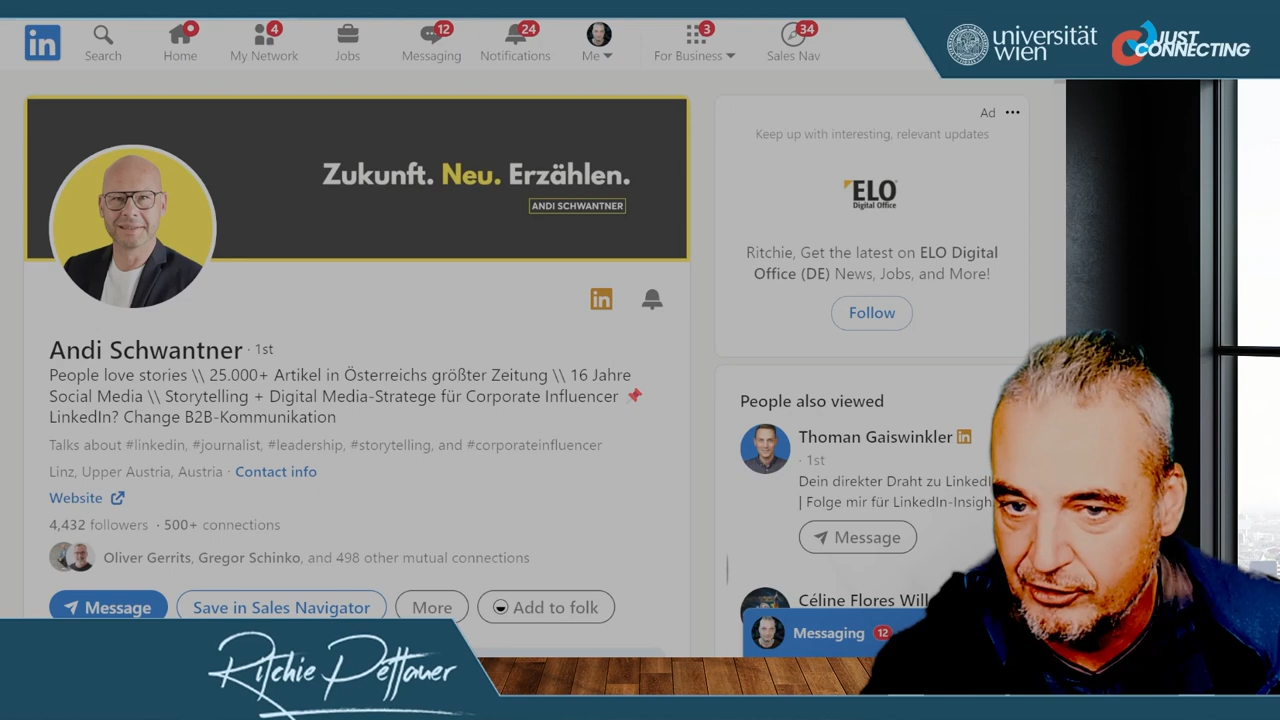 in
Search
Home
My Network
4
Jobs
Messaging
12
Notifications
24
Me
For Business
3
Sales Nav
34
universität
wien
JUST
CONNECTING
Zukunft. Neu. Erzählen.
ANDI SCHWANTNER
in
Andi Schwantner · 1st
People love stories \\ 25.000+ Artikel in Österreichs größter Zeitung \\ 16 Jahre
Social Media \\ Storytelling + Digital Media-Stratege für Corporate Influencer 📌
LinkedIn? Change B2B-Kommunikation
Talks about #linkedin, #journalist, #leadership, #storytelling, and #corporateinfluencer
Linz, Upper Austria, Austria · Contact info
Website
4,432 followers · 500+ connections
Oliver Gerrits, Gregor Schinko, and 498 other mutual connections
Message
Save in Sales Navigator
More
Add to folk
Ad ···
Keep up with interesting, relevant updates
ELO
Digital Office
Ritchie, Get the latest on ELO Digital
Office (DE) News, Jobs, and More!
Follow
People also viewed
Thoman Gaiswinkler in
· 1st
Dein direkter Draht zu LinkedI
| Folge mir für LinkedIn-Insigh
Message
Céline Flores Will
Messaging 12
Ritchie Pettauer